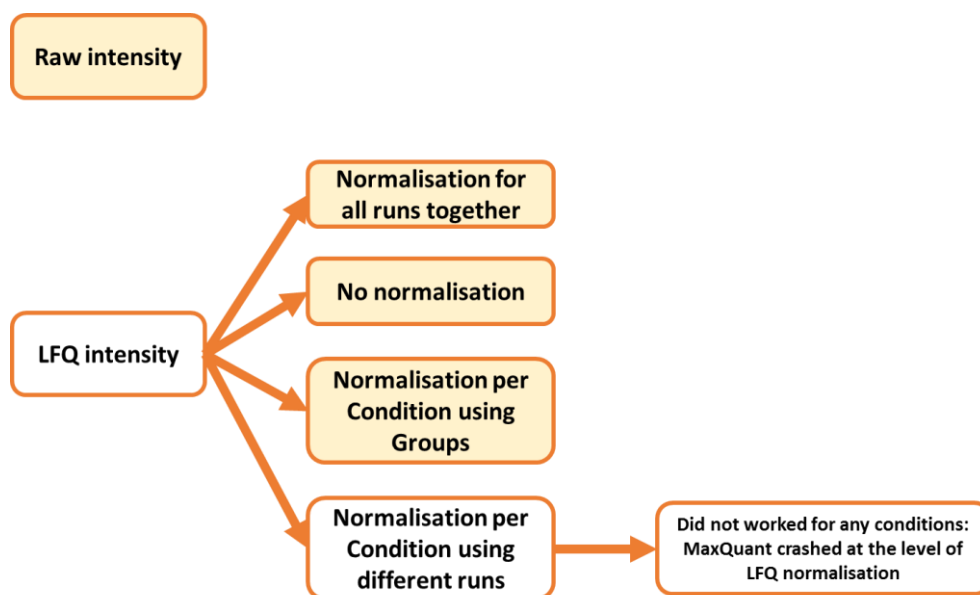 Raw intensity
Normalisation for
all runs together
No normalisation
LFQ intensity
Normalisation per
Condition using
Groups
Normalisation per
Condition using
different runs
Did not worked for any conditions:
MaxQuant crashed at the level of
LFQ normalisation